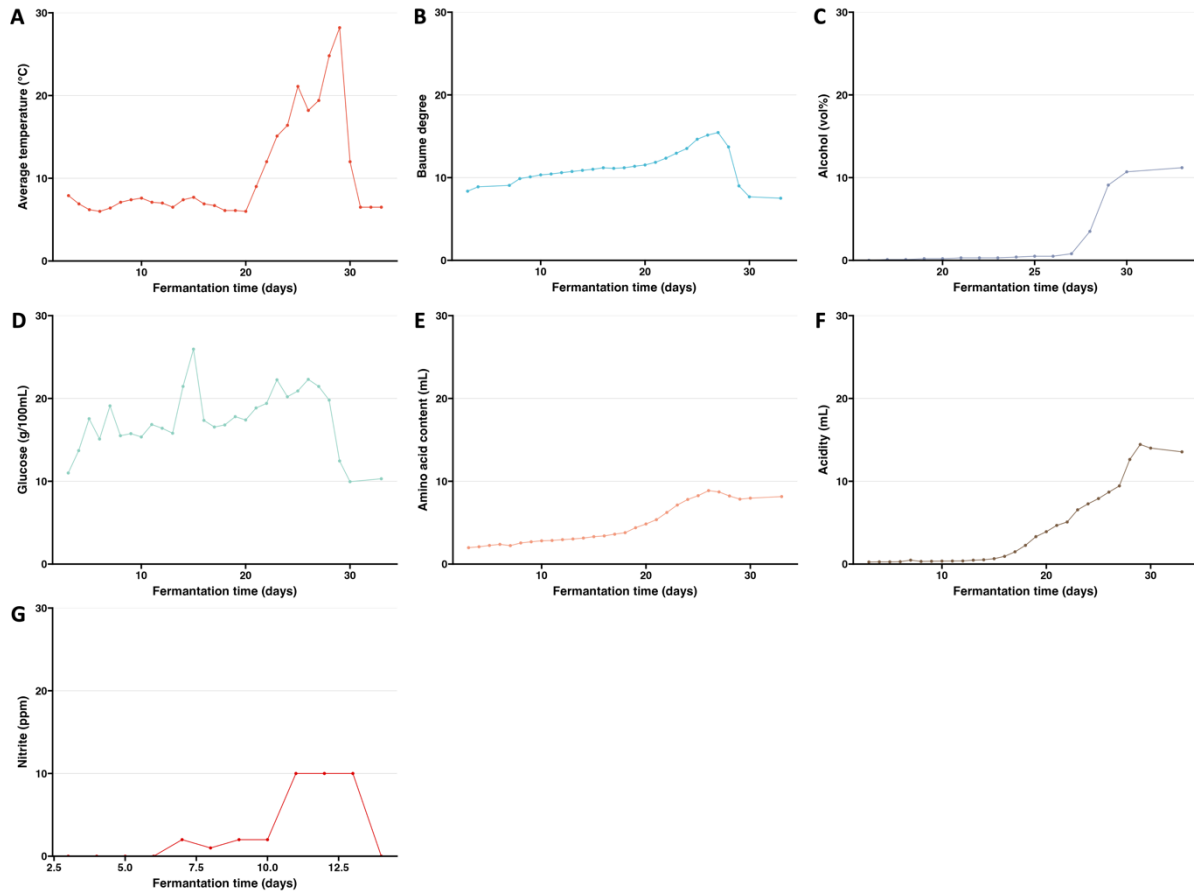 A
30
20
10
0
Average temperature (°C)
10
20
30
Fermantation time (days)
B
30
20
10
0
Baume degree
10
20
30
Fermantation time (days)
C
30
20
10
0
Alcohol (vol%)
20
25
30
Fermantation time (days)
D
30
20
10
0
Glucose (g/100mL)
10
20
30
Fermantation time (days)
E
30
20
10
0
Amino acid content (mL)
10
20
30
Fermantation time (days)
F
30
20
10
0
Acidity (mL)
10
20
30
Fermantation time (days)
G
30
20
10
0
Nitrite (ppm)
2.5
5.0
7.5
10.0
12.5
Fermantation time (days)